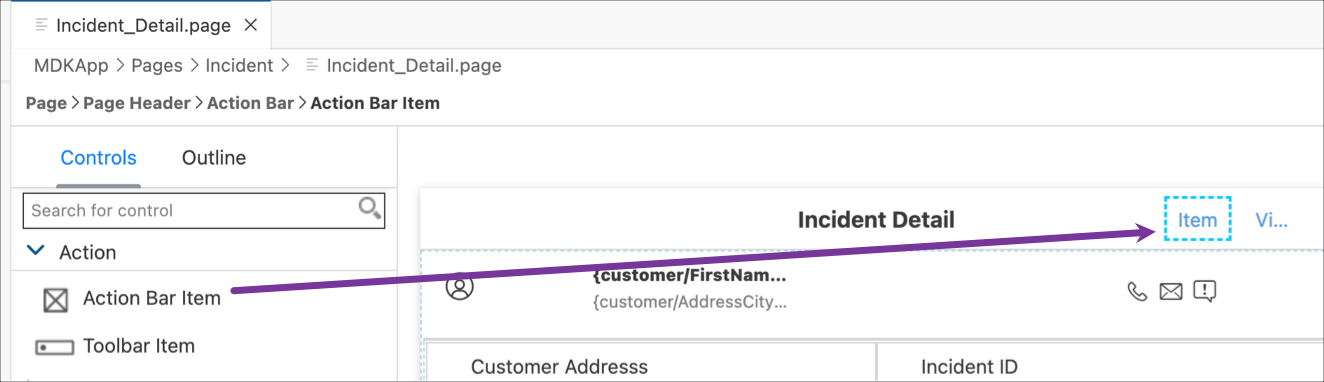 Incident_Detail.page
MDKApp > Pages > Incident > Incident_Detail.page
Page > Page Header > Action Bar > Action Bar Item
Controls Outline
Search for control
Action
Action Bar Item
Toolbar Item
Incident Detail Item Vi...
{customer/FirstNam...
{customer/AddressCity...
Customer Addresss Incident ID